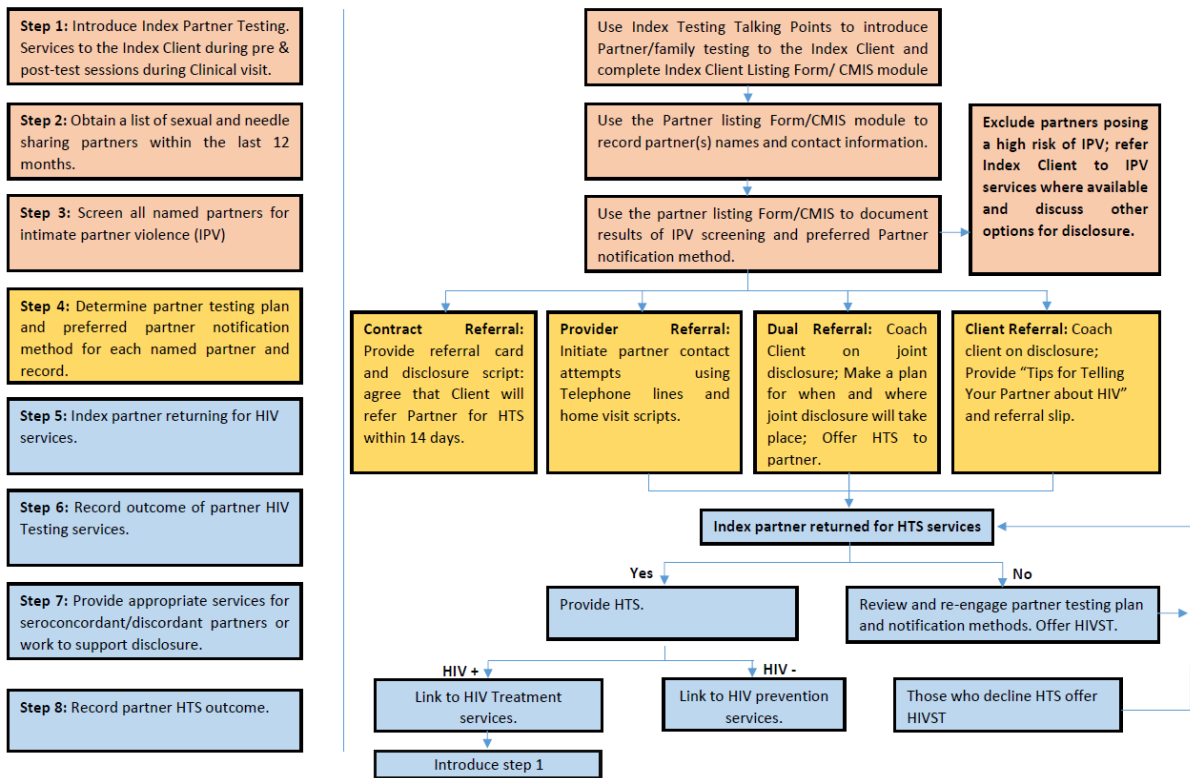 Step 1: Introduce Index Partner Testing.
Services to the Index Client during pre &
post-test sessions during Clinical visit.
Step 2: Obtain a list of sexual and needle
sharing partners within the last 12
months.
Step 3: Screen all named partners for
intimate partner violence (IPV)
Step 4: Determine partner testing plan
and preferred partner notification
method for each named partner and
record.
Step 5: Index partner returning for HIV
services.
Step 6: Record outcome of partner HIV
Testing services.
Step 7: Provide appropriate services for
seroconcordant/discordant partners or
work to support disclosure.
Step 8: Record partner HTS outcome.
Use Index Testing Talking Points to introduce
Partner/family testing to the Index Client and
complete Index Client Listing Form/ CMIS module
Use the Partner listing Form/CMIS module to
record partner(s) names and contact information.
Use the partner listing Form/CMIS to document
results of IPV screening and preferred Partner
notification method.
Exclude partners posing
a high risk of IPV; refer
Index Client to IPV
services where available
and discuss other
options for disclosure.
Contract Referral:
Provide referral card
and disclosure script:
agree that Client will
refer Partner for HTS
within 14 days.
Provider Referral:
Initiate partner contact
attempts using
Telephone lines and
home visit scripts.
Dual Referral: Coach
Client on joint
disclosure; Make a plan
for when and where
joint disclosure will take
place; Offer HTS to
partner.
Client Referral: Coach
client on disclosure;
Provide “Tips for Telling
Your Partner about HIV”
and referral slip.
Index partner returned for HTS services
Yes
No
Provide HTS.
Review and re-engage partner testing plan
and notification methods. Offer HIVST.
HIV +
HIV -
Link to HIV Treatment
services.
Link to HIV prevention
services.
Those who decline HTS offer
HIVST
Introduce step 1